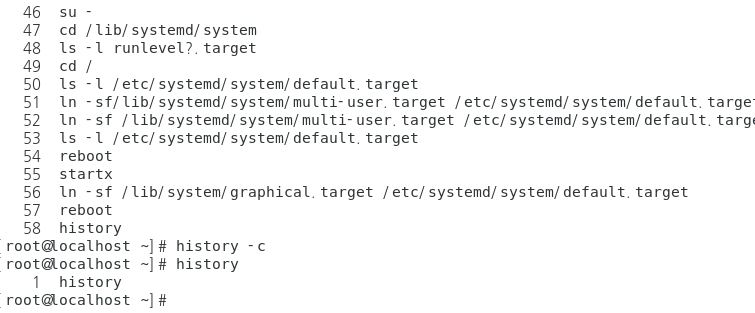 46 su -
47 cd /lib/systemd/system
48 ls -l runlevel?.target
49 cd /
50 ls -l /etc/systemd/system/default.target
51 ln -sf/lib/systemd/system/multi-user.target /etc/systemd/system/default.targe
52 ln -sf /lib/systemd/system/multi-user.target /etc/systemd/system/default.targe
53 ls -l /etc/systemd/system/default.target
54 reboot
55 startx
56 ln -sf /lib/system/graphical.target /etc/systemd/system/default.target
57 reboot
58 history
[root@localhost ~]# history -c
[root@localhost ~]# history
1 history
[root@localhost ~]#